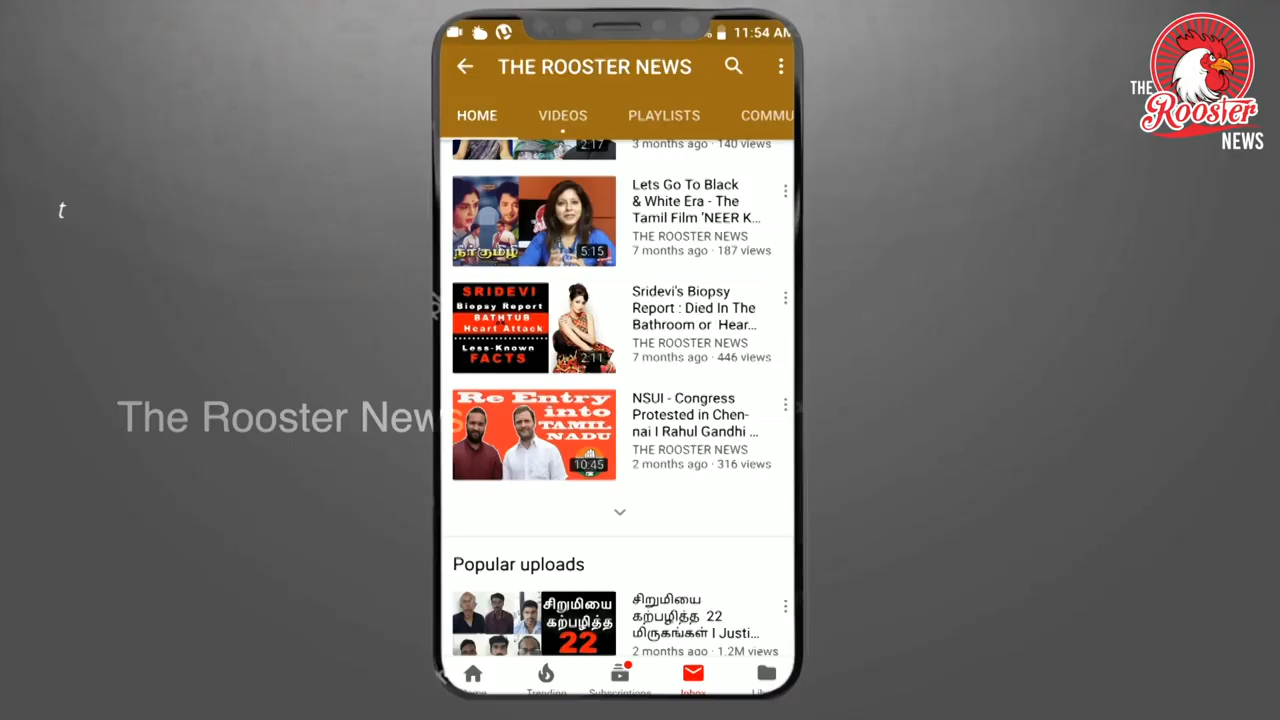 11:54 AM
THE ROOSTER NEWS
HOME VIDEOS PLAYLISTS COMMU
THE
Rooster
NEWS
2:17
3 months ago · 140 views
t
Lets Go To Black
& White Era - The
Tamil Film 'NEER K...
THE ROOSTER NEWS
7 months ago · 187 views
நீர்குமிழி
5:15
SRIDEVI
Biopsy Report
BATHTUB
Heart Attack
Less-Known
FACTS
2:11
Sridevi's Biopsy
Report : Died In The
Bathroom or Hear...
THE ROOSTER NEWS
7 months ago · 446 views
Re Entry
into
TAMIL
NADU
10:45
NSUI - Congress
Protested in Chen-
nai I Rahul Gandhi ...
THE ROOSTER NEWS
2 months ago · 316 views
The Rooster News
Popular uploads
சிறுமியை
கற்பழித்த
22
சிறுமியை
கற்பழித்த 22
மிருகங்கள் I Justi...
2 months ago · 1.2M views
Trending Subscriptions Inbox